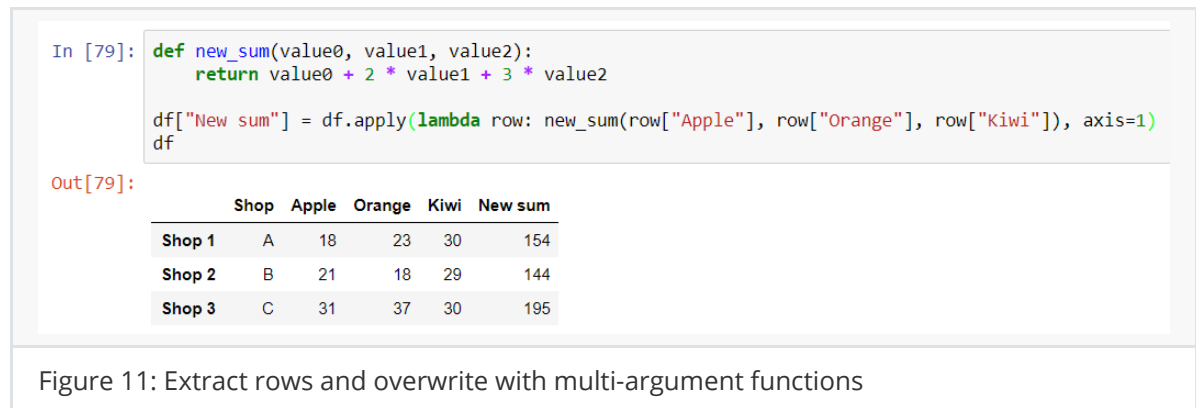 In [79]: def new_sum(value0, value1, value2):
    return value0 + 2 * value1 + 3 * value2
df["New sum"] = df.apply(lambda row: new_sum(row["Apple"], row["Orange"], row["Kiwi"]), axis=1)
df
Out[79]:
Shop Apple Orange Kiwi New sum
Shop 1 A 18 23 30 154
Shop 2 B 21 18 29 144
Shop 3 C 31 37 30 195
Figure 11: Extract rows and overwrite with multi-argument functions